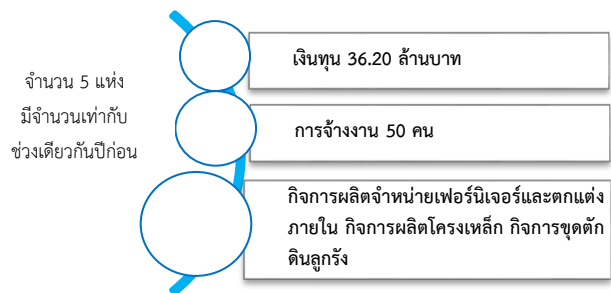 จำนวน 5 แห่ง
มีจำนวนเท่ากับ
ช่วงเดียวกันปีก่อน
เงินทุน 36.20 ล้านบาท
การจ้างงาน 50 คน
กิจการผลิตจำหน่ายเฟอร์นิเจอร์และตกแต่ง
ภายใน กิจการผลิตโครงเหล็ก กิจการขุดตัก
ดินลูกรัง